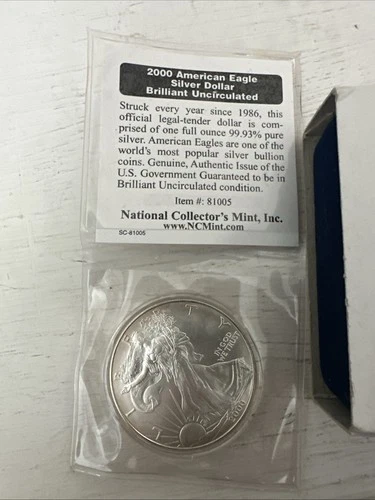 2000 American Eagle
Silver Dollar
Brilliant Uncirculated
Struck every year since 1986, this
official legal-tender dollar is com-
prised of one full ounce 99.93% pure
silver. American Eagles are one of the
world's most popular silver bullion
coins. Genuine, Authentic Issue of the
U.S. Government Guaranteed to be in
Brilliant Uncirculated condition.
Item #: 81005
National Collector's Mint, Inc.
www.NCMint.com
SC-81005
LIBERTY
IN GOD
WE TRUST
2000